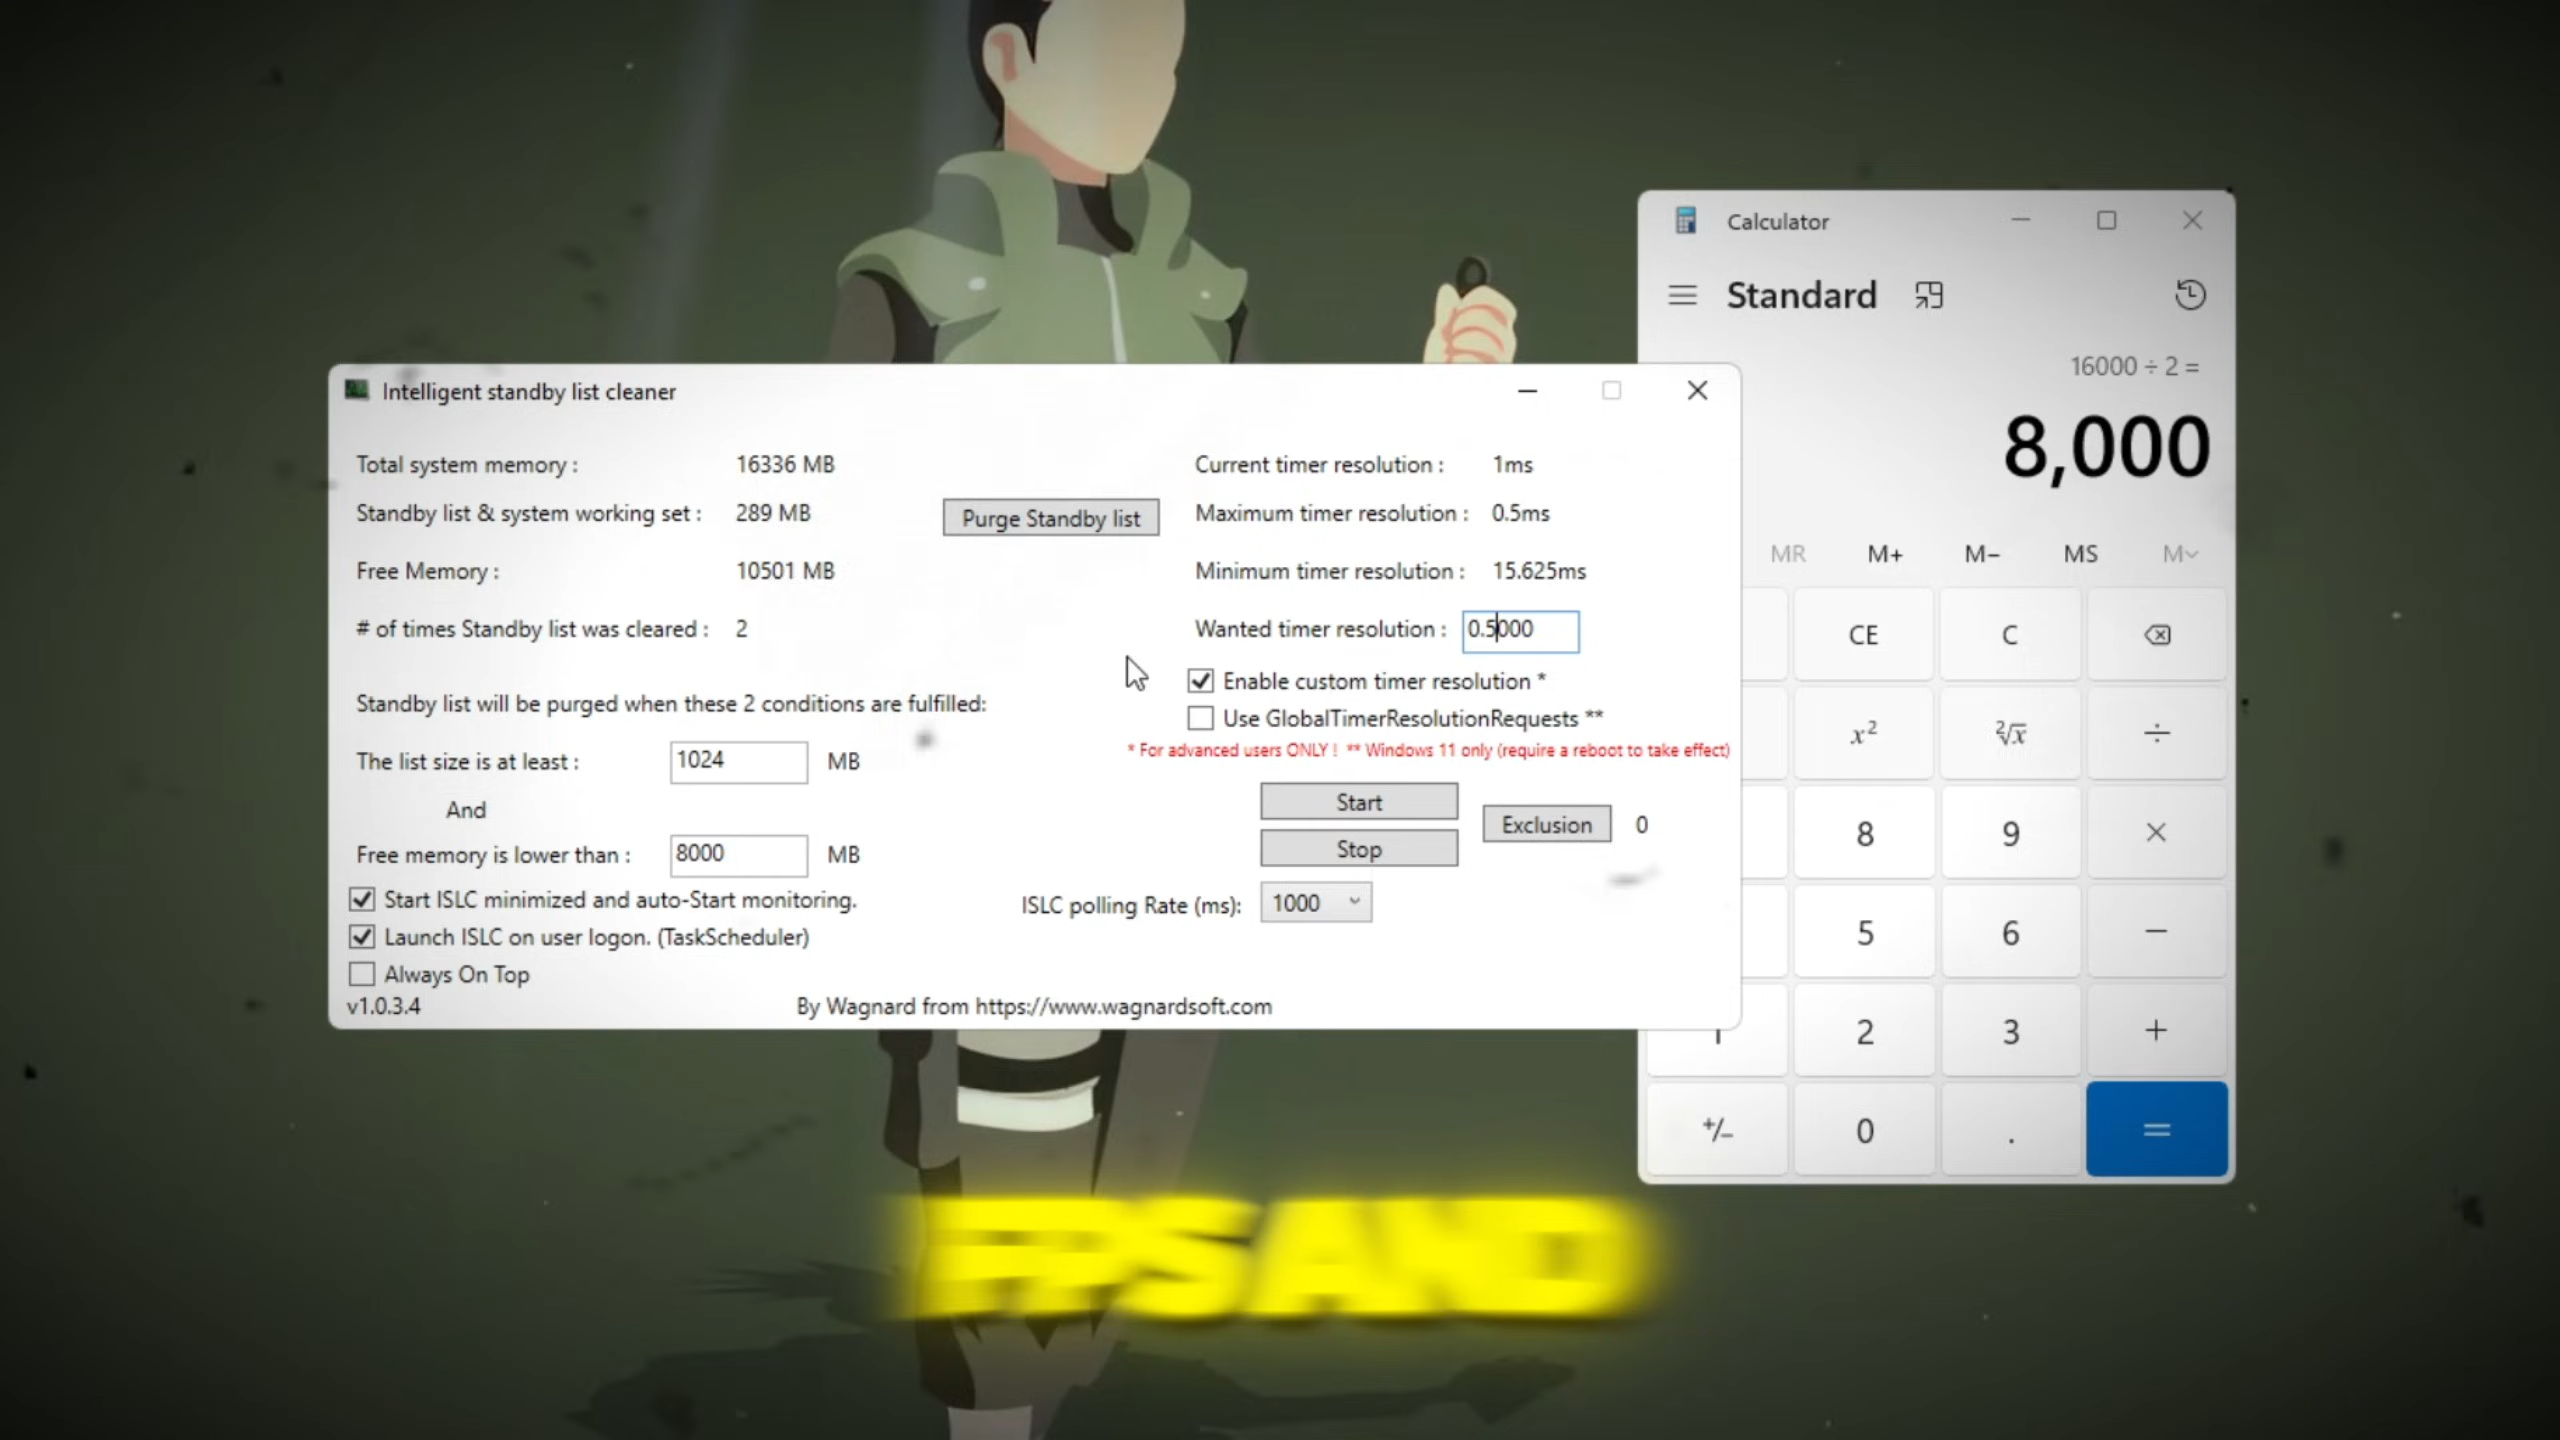 Intelligent standby list cleaner
Total system memory : 16336 MB
Standby list & system working set : 289 MB
Purge Standby list
Free Memory : 10501 MB
# of times Standby list was cleared : 2
Standby list will be purged when these 2 conditions are fulfilled:
The list size is at least : 1024 MB
And
Free memory is lower than : 8000 MB
Start ISLC minimized and auto-Start monitoring.
Launch ISLC on user logon. (TaskScheduler)
Always On Top
v1.0.3.4
By Wagnard from https://www.wagnardsoft.com
Current timer resolution : 1ms
Maximum timer resolution : 0.5ms
Minimum timer resolution : 15.625ms
Wanted timer resolution : 0.5000
Enable custom timer resolution *
Use GlobalTimerResolutionRequests **
* For advanced users ONLY ! ** Windows 11 only (require a reboot to take effect)
Start
Stop
Exclusion 0
ISLC polling Rate (ms): 1000
Calculator
Standard
16000 ÷ 2 =
8,000
MR M+ M− MS M
CE C
x² ²√x ÷
8 9 ×
5 6 −
2 3 +
+/− 0 . =
FPS AND